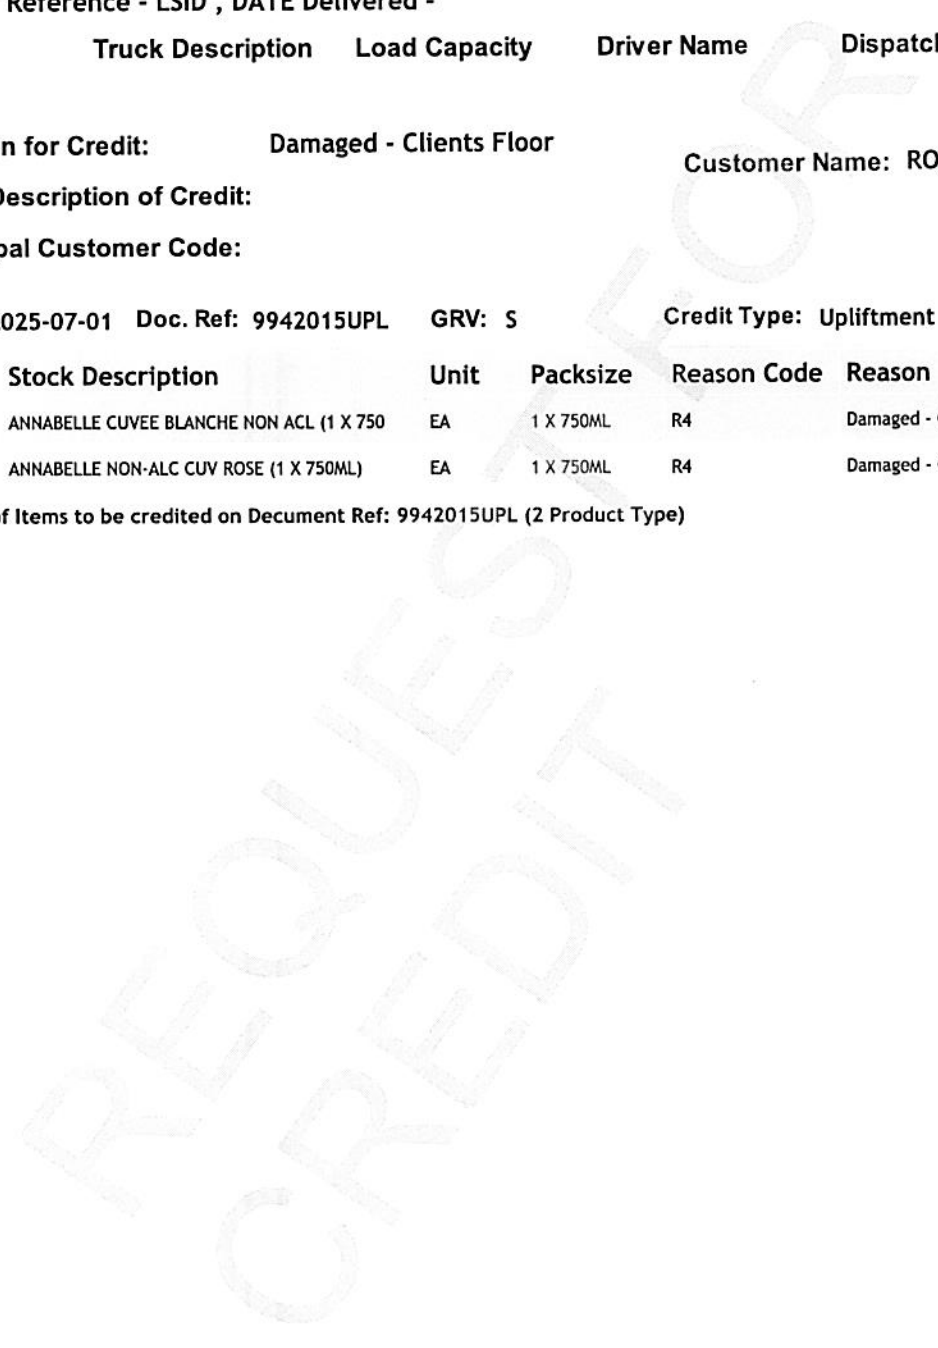 Reference - LSID , DATE Delivered -
Truck Description Load Capacity Driver Name Dispatch
n for Credit: Damaged - Clients Floor
Customer Name: RO
Description of Credit:
pal Customer Code:
025-07-01 Doc. Ref: 9942015UPL GRV: S Credit Type: Upliftment
Stock Description Unit Packsize Reason Code Reason
ANNABELLE CUVEE BLANCHE NON ACL (1 X 750 EA 1 X 750ML R4 Damaged -
ANNABELLE NON-ALC CUV ROSE (1 X 750ML) EA 1 X 750ML R4 Damaged -
f Items to be credited on Document Ref: 9942015UPL (2 Product Type)
REQUEST FOR
CREDIT